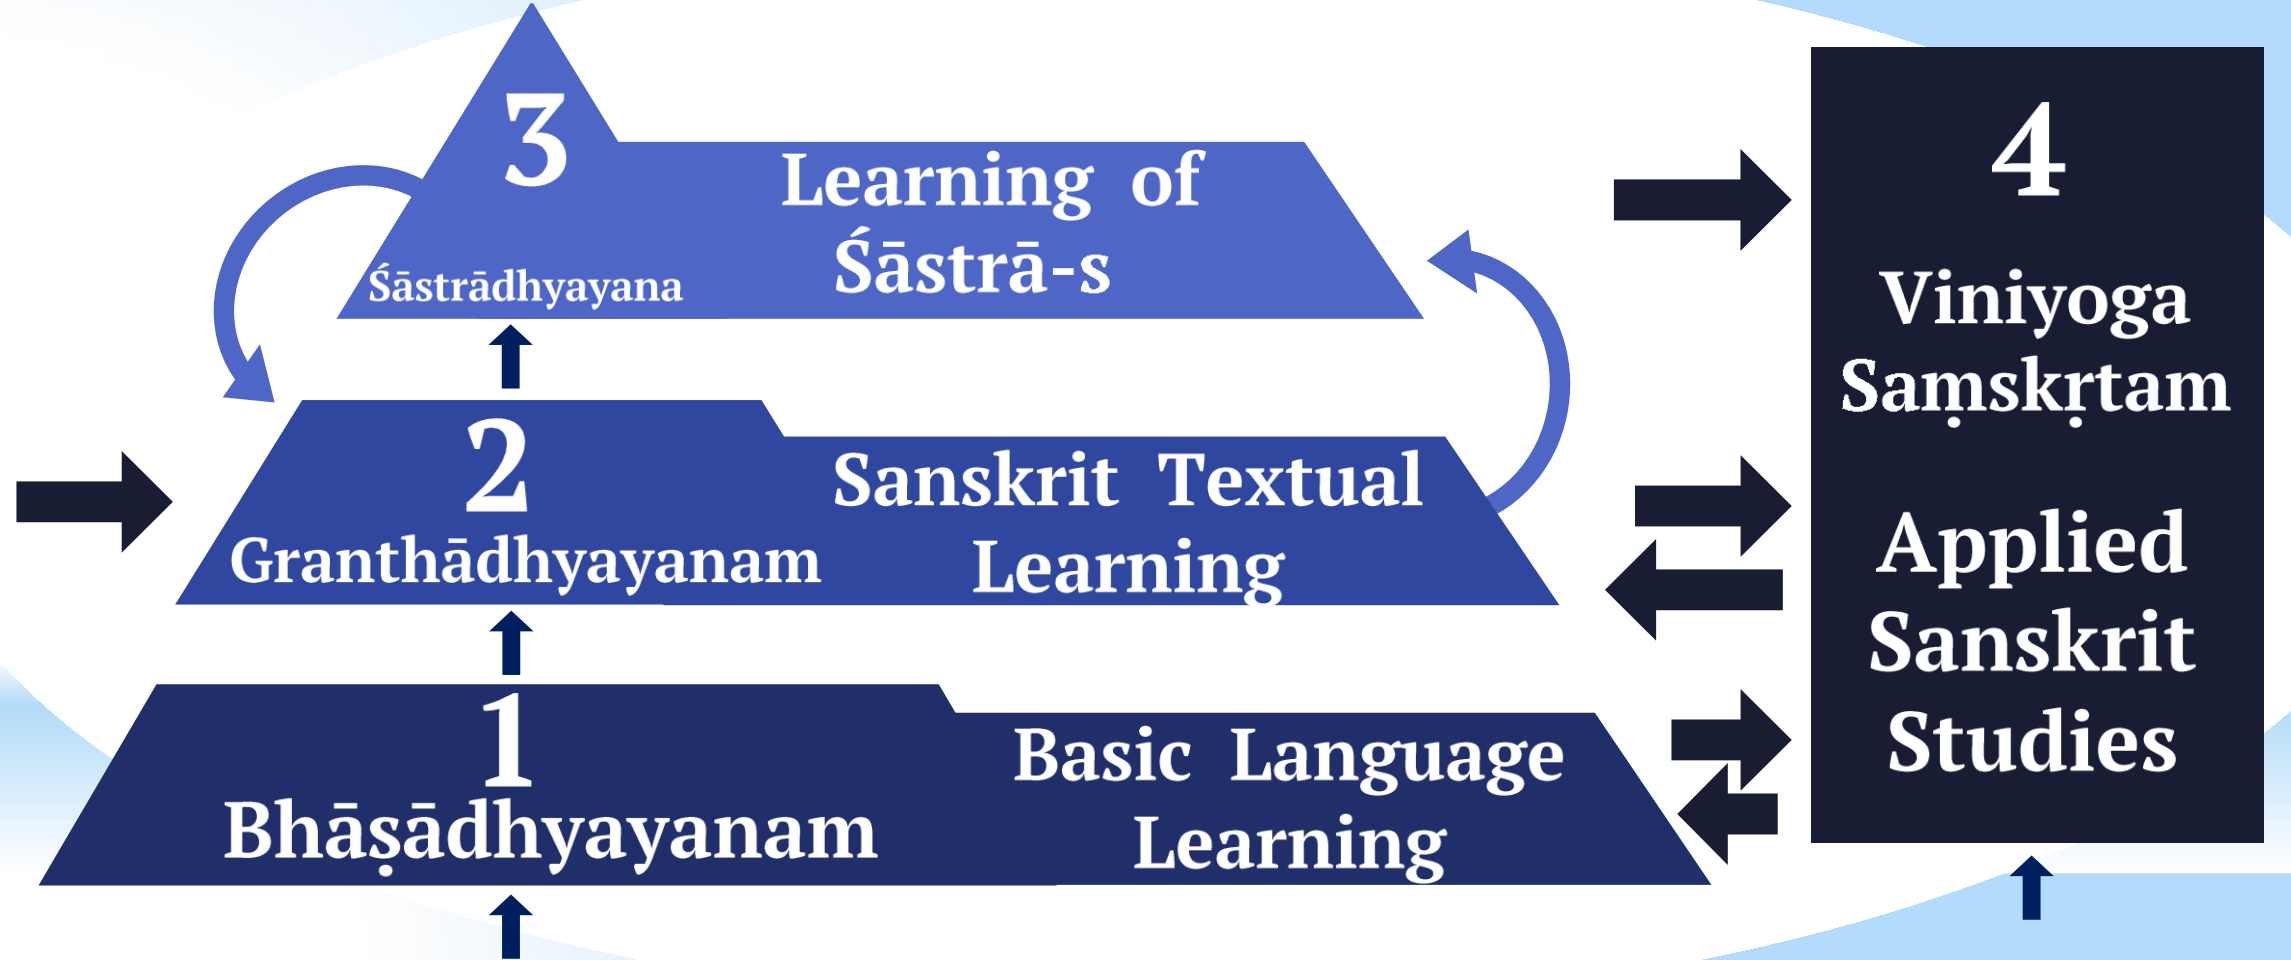 3
Śāstrādhyayana
Learning of
Śāstrā-s
2
Granthādhyayanam
Sanskrit Textual
Learning
1
Bhāṣādhyayanam
Basic Language
Learning
4
Viniyoga
Saṃskṛtam
Applied
Sanskrit
Studies